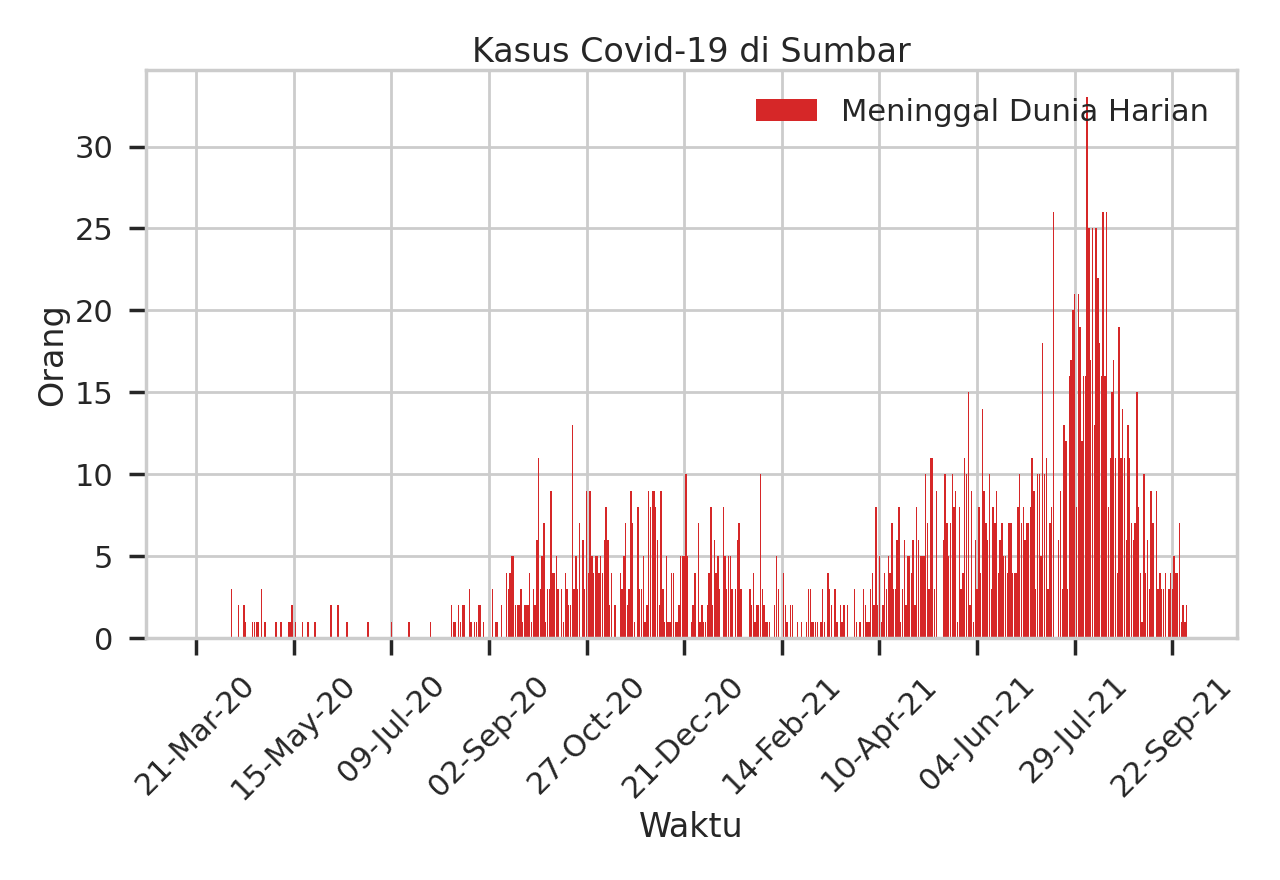 Kasus Covid-19 di Sumbar
Meninggal Dunia Harian
Orang
30
25
20
15
10
5
0
21-Mar-20
15-May-20
09-Jul-20
02-Sep-20
27-Oct-20
21-Dec-20
14-Feb-21
10-Apr-21
04-Jun-21
29-Jul-21
22-Sep-21
Waktu